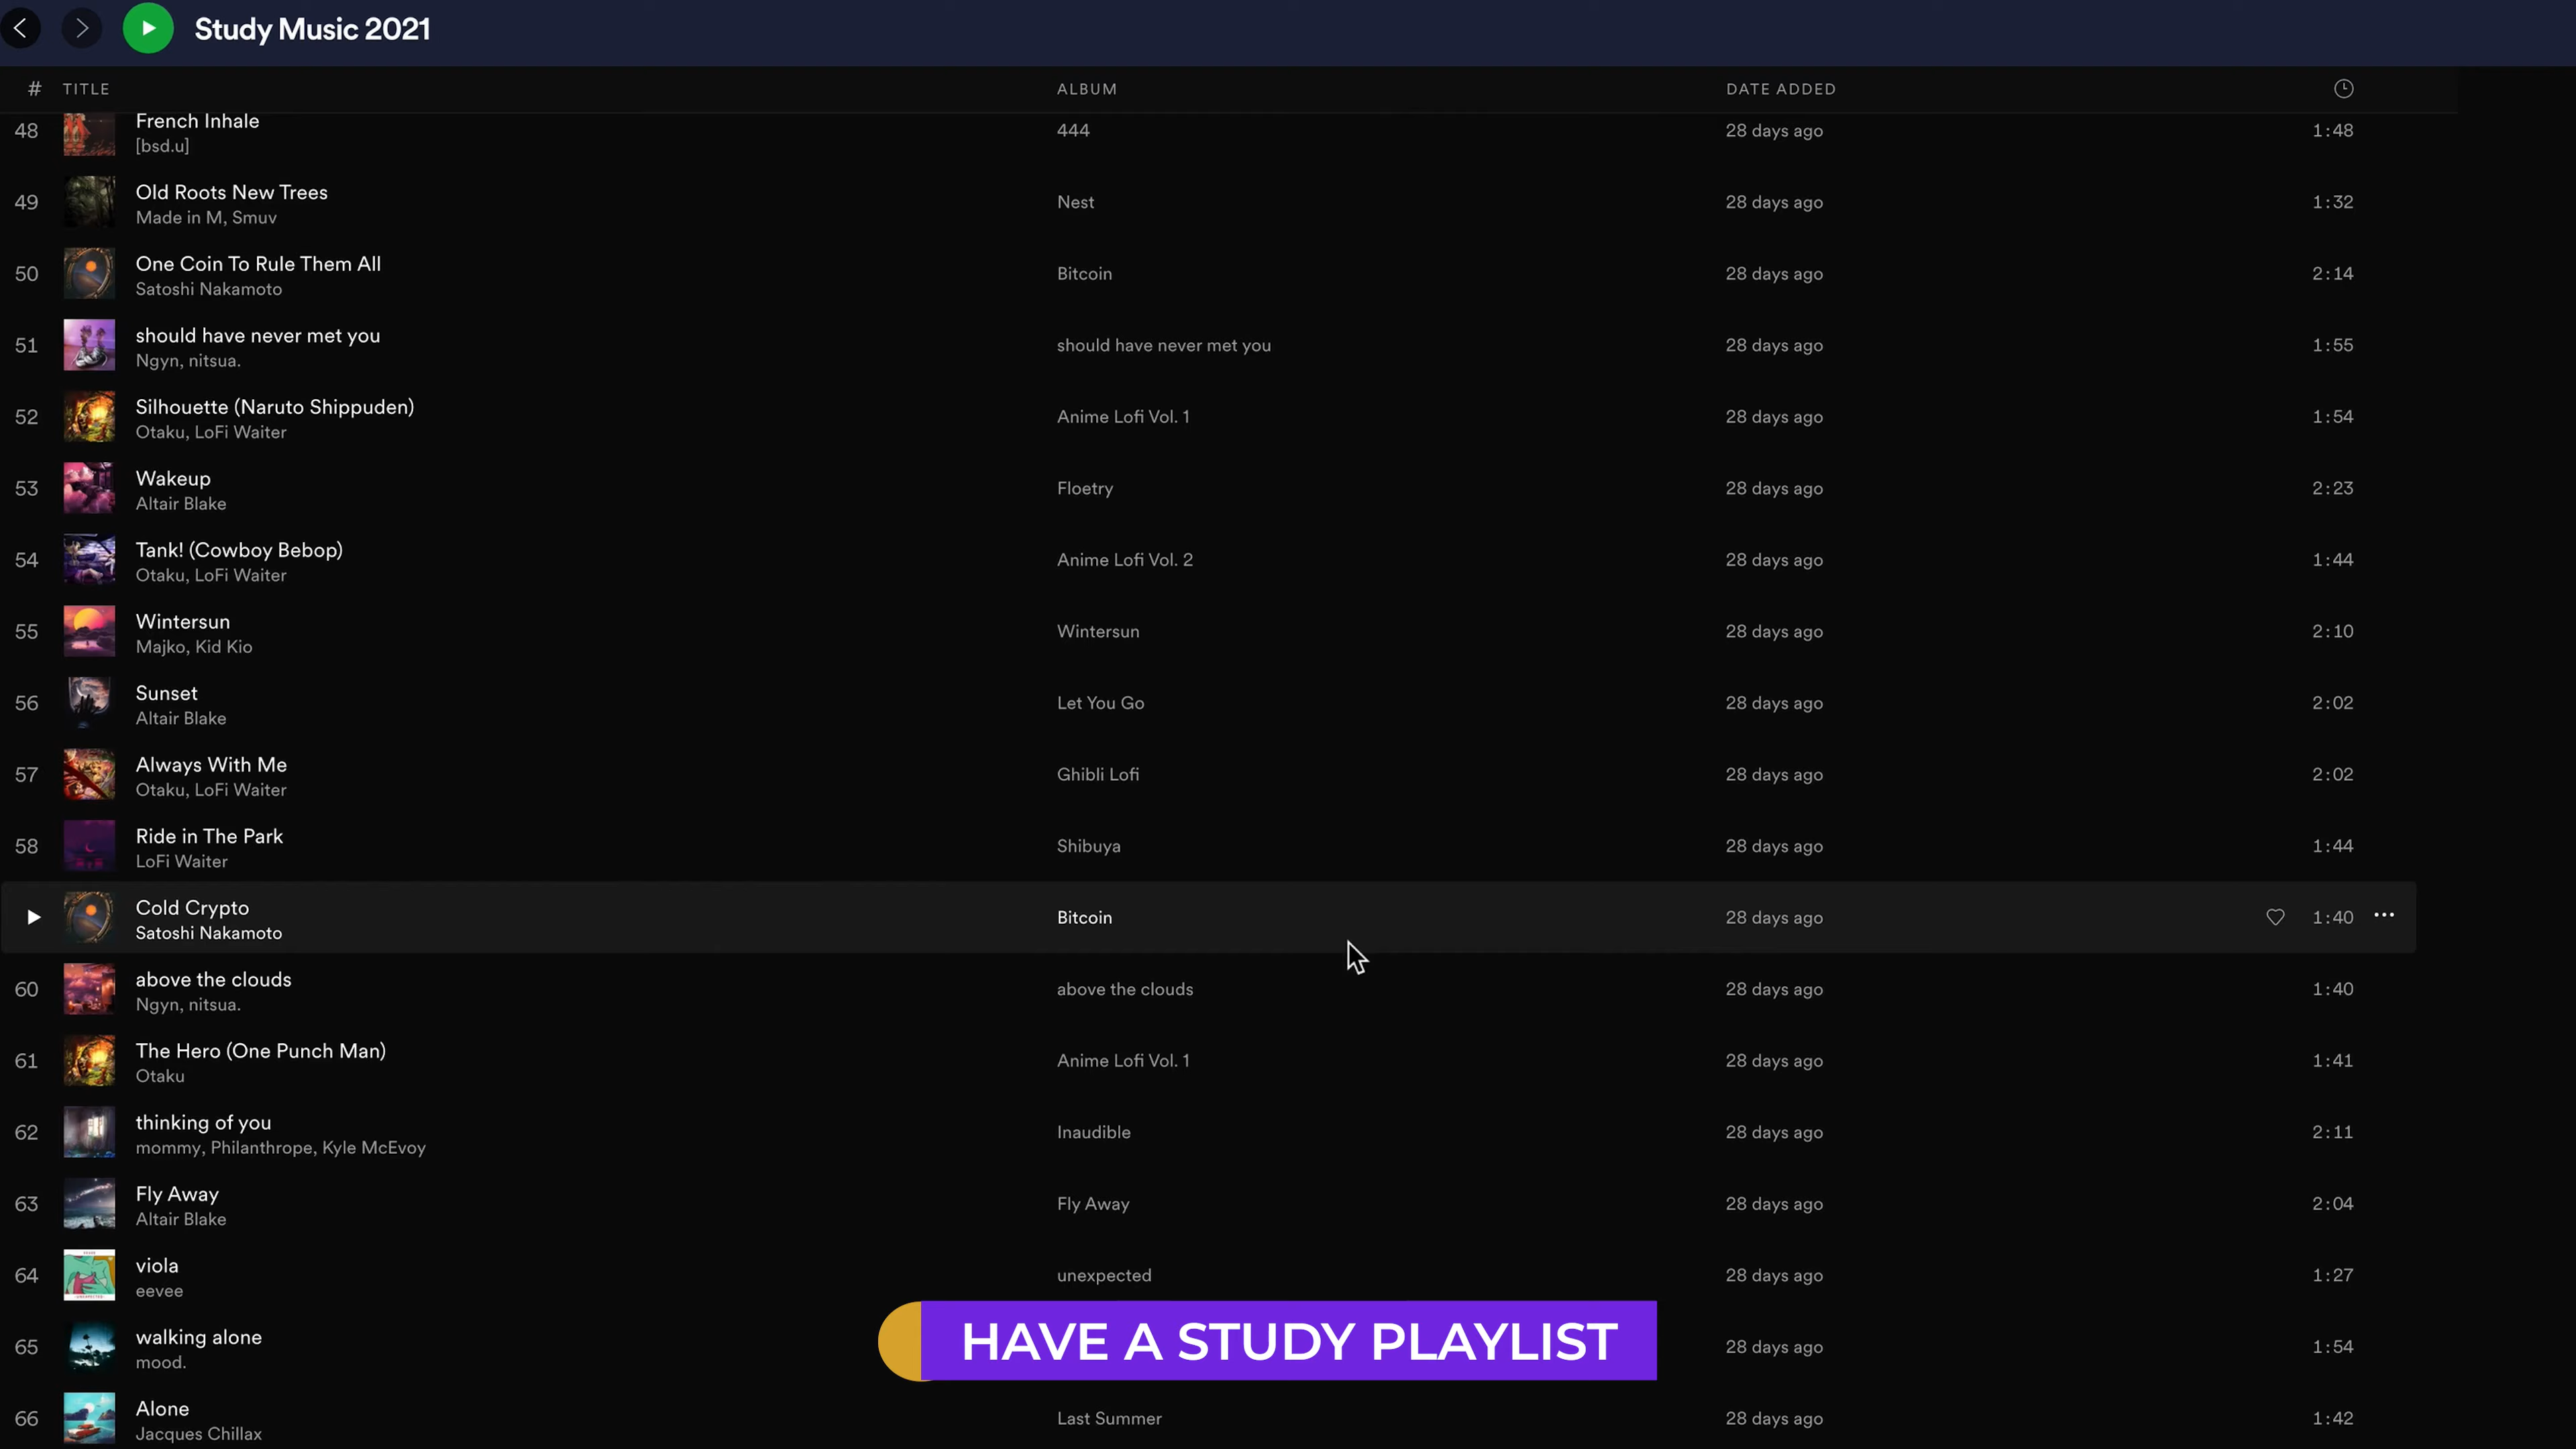 Study Music 2021
# TITLE ALBUM DATE ADDED
48 French Inhale 444 28 days ago 1:48
[bsd.u]
49 Old Roots New Trees Nest 28 days ago 1:32
Made in M, Smuv
50 One Coin To Rule Them All Bitcoin 28 days ago 2:14
Satoshi Nakamoto
51 should have never met you should have never met you 28 days ago 1:55
Ngyn, nitsua.
52 Silhouette (Naruto Shippuden) Anime Lofi Vol. 1 28 days ago 1:54
Otaku, LoFi Waiter
53 Wakeup Floetry 28 days ago 2:23
Altair Blake
54 Tank! (Cowboy Bebop) Anime Lofi Vol. 2 28 days ago 1:44
Otaku, LoFi Waiter
55 Wintersun Wintersun 28 days ago 2:10
Majko, Kid Kio
56 Sunset Let You Go 28 days ago 2:02
Altair Blake
57 Always With Me Ghibli Lofi 28 days ago 2:02
Otaku, LoFi Waiter
58 Ride in The Park Shibuya 28 days ago 1:44
LoFi Waiter
Cold Crypto Bitcoin 28 days ago 1:40
Satoshi Nakamoto
60 above the clouds above the clouds 28 days ago 1:40
Ngyn, nitsua.
61 The Hero (One Punch Man) Anime Lofi Vol. 1 28 days ago 1:41
Otaku
62 thinking of you Inaudible 28 days ago 2:11
mommy, Philanthrope, Kyle McEvoy
63 Fly Away Fly Away 28 days ago 2:04
Altair Blake
64 viola unexpected 28 days ago 1:27
eevee
65 walking alone 28 days ago 1:54
mood.
HAVE A STUDY PLAYLIST
66 Alone Last Summer 28 days ago 1:42
Jacques Chillax